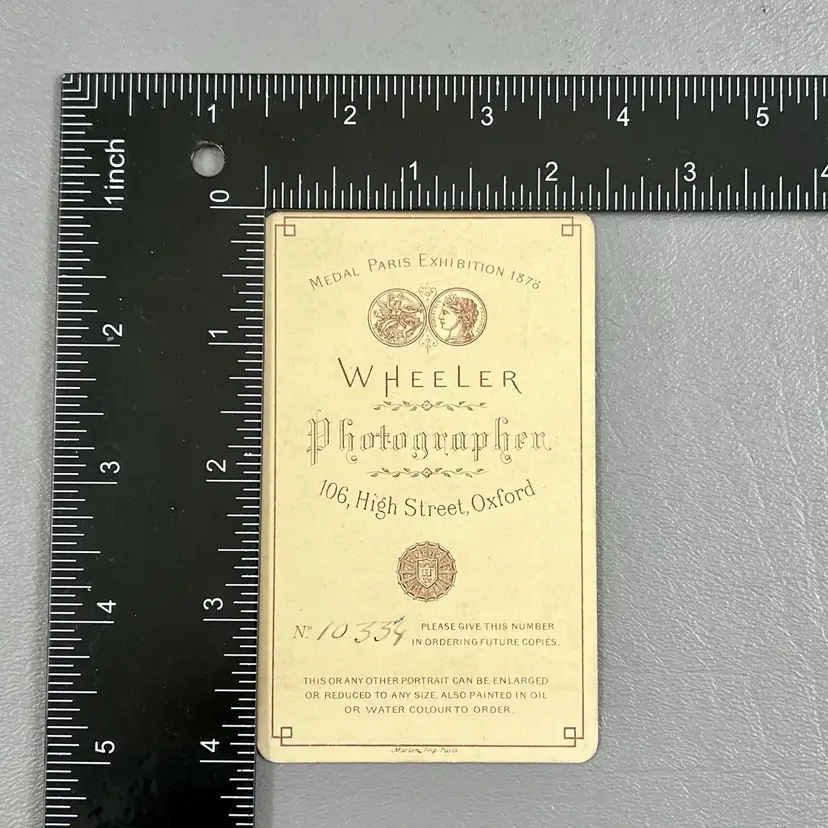 1 2 3 4 5
1 2 3 4
1inch
0
2
1
3
2
4
3
5
4
MEDAL PARIS EXHIBITION 1878
WHEELER
Photographer
106, High Street, Oxford
No. 10334 PLEASE GIVE THIS NUMBER
IN ORDERING FUTURE COPIES.
THIS OR ANY OTHER PORTRAIT CAN BE ENLARGED
OR REDUCED TO ANY SIZE, ALSO PAINTED IN OIL
OR WATER COLOUR TO ORDER.
Marion Imp Paris